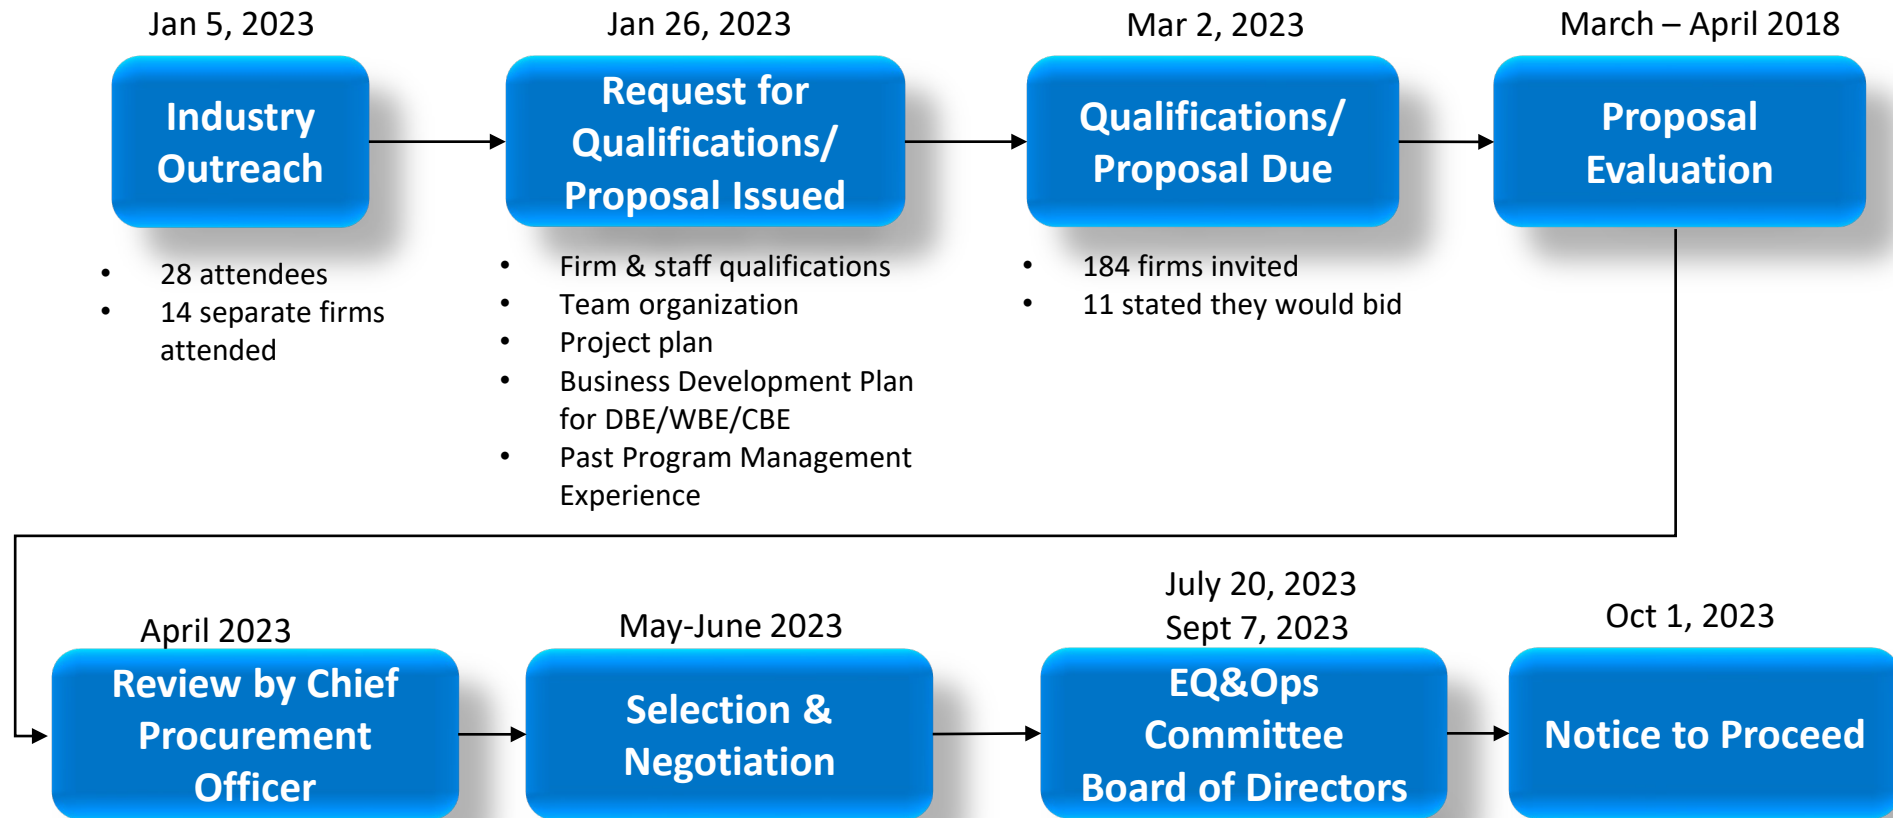 Jan 5, 2023
Industry
Outreach
• 28 attendees
• 14 separate firms
attended
Jan 26, 2023
Request for
Qualifications/
Proposal Issued
• Firm & staff qualifications
• Team organization
• Project plan
• Business Development Plan
for DBE/WBE/CBE
• Past Program Management
Experience
Mar 2, 2023
Qualifications/
Proposal Due
• 184 firms invited
• 11 stated they would bid
March – April 2018
Proposal
Evaluation
April 2023
Review by Chief
Procurement
Officer
May-June 2023
Selection &
Negotiation
July 20, 2023
Sept 7, 2023
EQ&Ops
Committee
Board of Directors
Oct 1, 2023
Notice to Proceed